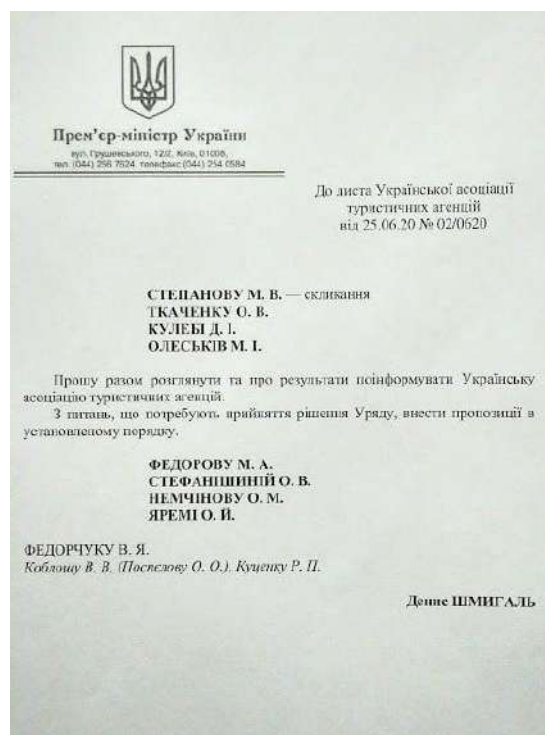 Прем'єр-міністр України
вул. Грушевського, 12/2, Київ, 01008,
тел. (044) 256 7624, телефакс (044) 254 0584
До листа Української асоціації
туристичних агенцій
від 25.06.20 № 02/0620
СТЕПАНОВУ М. В. — скликання
ТКАЧЕНКУ О. В.
КУЛЕБІ Д. І.
ОЛЕСЬКІВ М. І.
Прошу разом розглянути та про результати поінформувати Українську
асоціацію туристичних агенцій.
З питань, що потребують прийняття рішення Уряду, внести пропозиції в
установленому порядку.
ФЕДОРОВУ М. А.
СТЕФАНІШИНІЙ О. В.
НЕМЧІНОВУ О. М.
ЯРЕМІ О. Й.
ФЕДОРЧУКУ В. Я.
Коблошу В. В. (Поспєлову О. О.), Куценку Р. П.
Денис ШМИГАЛЬ